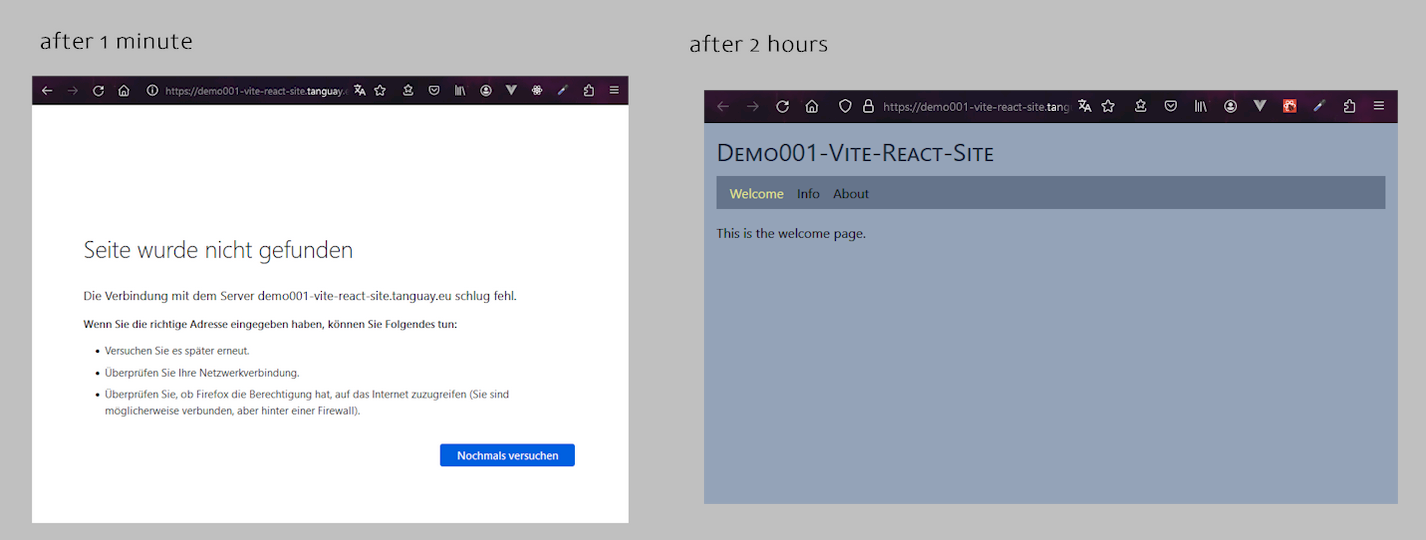 after 1 minute
https://demo001-vite-react-site.tanguay.
Seite wurde nicht gefunden
Die Verbindung mit dem Server demo001-vite-react-site.tanguay.eu schlug fehl.
Wenn Sie die richtige Adresse eingegeben haben, können Sie Folgendes tun:
• Versuchen Sie es später erneut.
• Überprüfen Sie Ihre Netzwerkverbindung.
• Überprüfen Sie, ob Firefox die Berechtigung hat, auf das Internet zuzugreifen (Sie sind
möglicherweise verbunden, aber hinter einer Firewall).
Nochmals versuchen
after 2 hours
https://demo001-vite-react-site.tang
Demo001-Vite-React-Site
Welcome Info About
This is the welcome page.